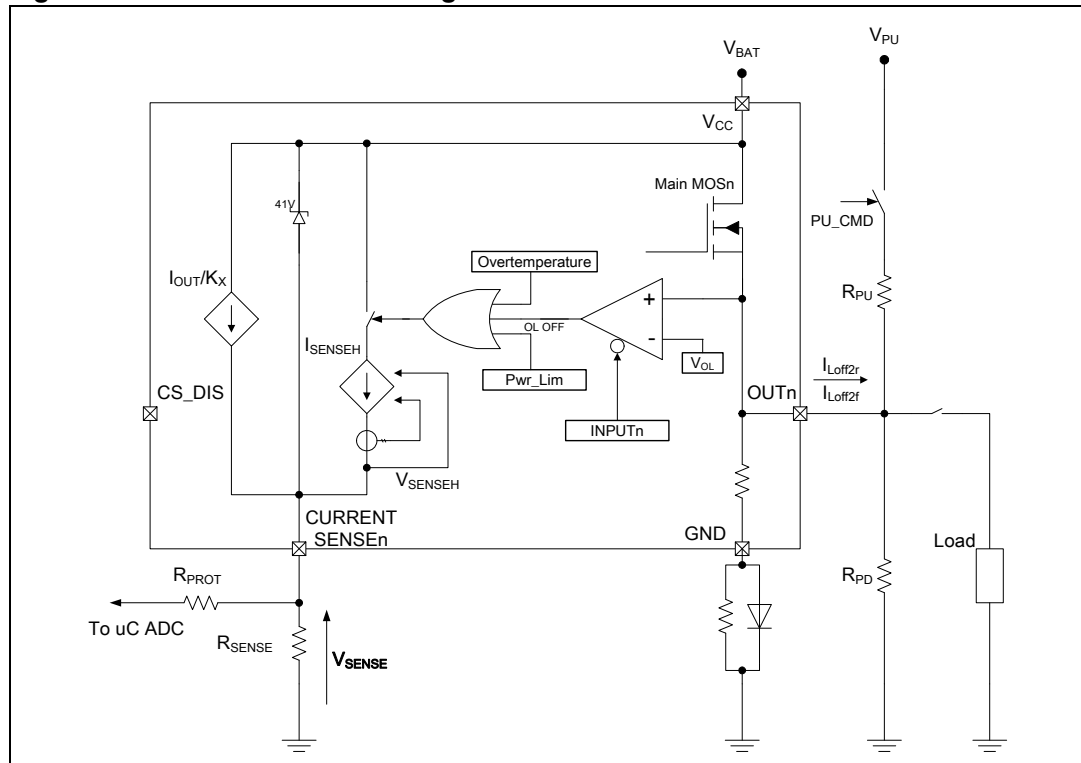 V_BAT
V_PU
V_CC
Main MOSn
41V
PU_CMD
Overtemperature
R_PU
I_OUT/K_X
+
OL OFF
-
I_SENSEH
V_OL
I_Loff2r
Pwr_Lim
I_Loff2f
CS_DIS
OUTn
INPUTn
V_SENSEH
CURRENT
SENSEn
GND
Load
R_PROT
R_PD
To uC ADC
R_SENSE
V_SENSE